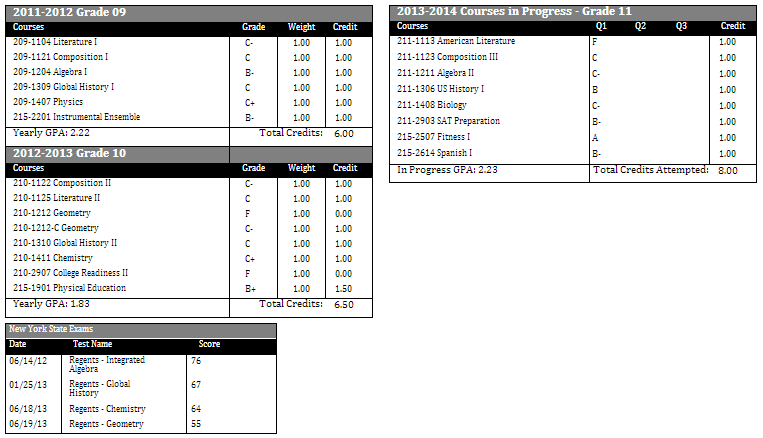 2011-2012 Grade 09
Courses Grade Weight Credit
209-1104 Literature I C- 1.00 1.00
209-1121 Composition I C 1.00 1.00
209-1204 Algebra I B- 1.00 1.00
209-1309 Global History I C 1.00 1.00
209-1407 Physics C+ 1.00 1.00
215-2201 Instrumental Ensemble B- 1.00 1.00
Yearly GPA: 2.22 Total Credits: 6.00
2012-2013 Grade 10
Courses Grade Weight Credit
210-1122 Composition II C- 1.00 1.00
210-1125 Literature II C 1.00 1.00
210-1212 Geometry F 1.00 0.00
210-1212-C Geometry C- 1.00 1.00
210-1310 Global History II C 1.00 1.00
210-1411 Chemistry C+ 1.00 1.00
210-2907 College Readiness II F 1.00 0.00
215-1901 Physical Education B+ 1.00 1.50
Yearly GPA: 1.83 Total Credits: 6.50
New York State Exams
Date Test Name Score
06/14/12 Regents - Integrated Algebra 76
01/25/13 Regents - Global History 67
06/18/13 Regents - Chemistry 64
06/19/13 Regents - Geometry 55
2013-2014 Courses in Progress - Grade 11
Courses Q1 Q2 Q3 Credit
211-1113 American Literature F 1.00
211-1123 Composition III C 1.00
211-1211 Algebra II C- 1.00
211-1306 US History I B 1.00
211-1408 Biology C- 1.00
211-2903 SAT Preparation B- 1.00
215-2507 Fitness I A 1.00
215-2614 Spanish I B- 1.00
In Progress GPA: 2.23 Total Credits Attempted: 8.00